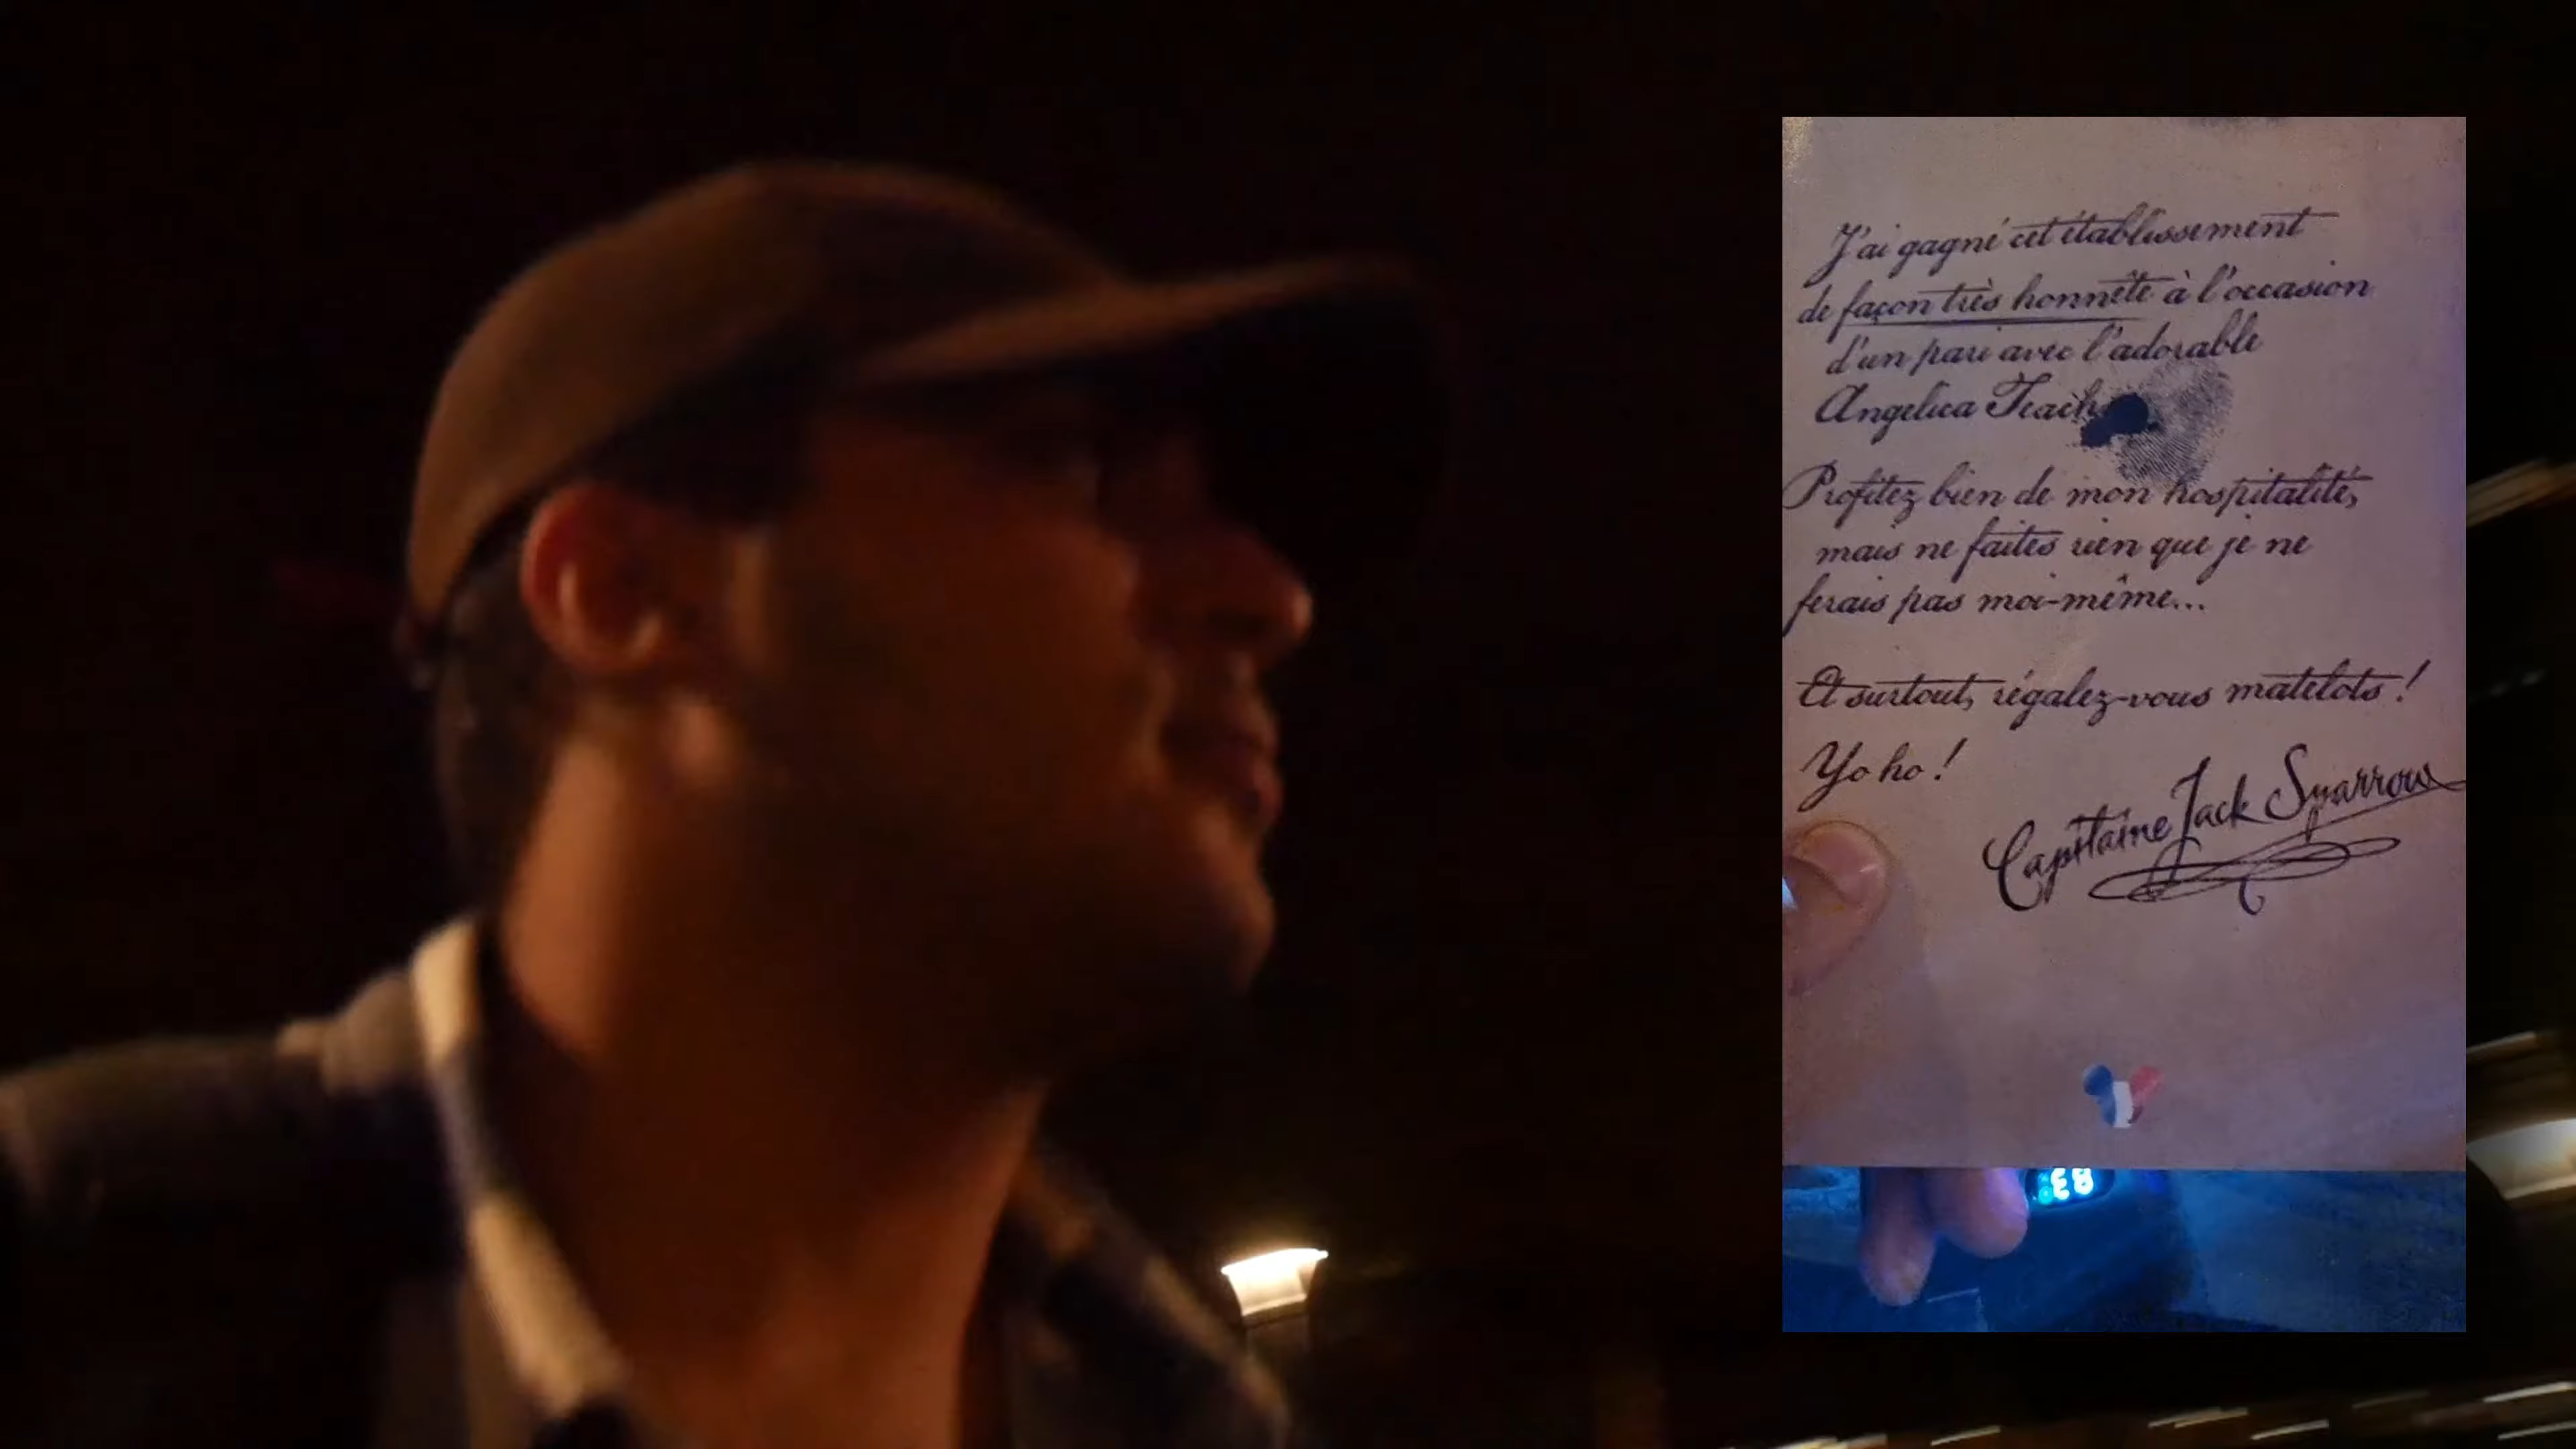 J'ai gagné cet établissement
de façon très honnête à l'occasion
d'un pari avec l'adorable
Angelica Teach
Profitez bien de mon hospitalité,
mais ne faites rien que je ne
ferais pas moi-même...
Et surtout, régalez-vous matelots !
Yo ho !
Capitaine Jack Sparrow